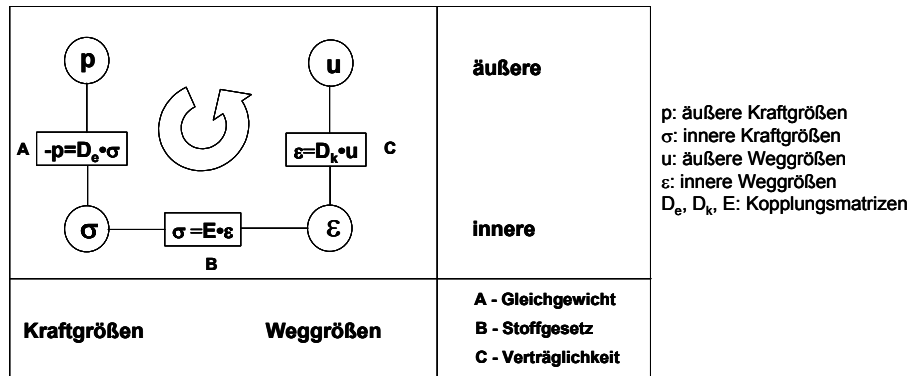 p
u
äußere
A
-p=Dₑ•σ
ε=Dₖ•u
C
σ
σ =E•ε
ε
innere
B
Kraftgrößen
Weggrößen
A - Gleichgewicht
B - Stoffgesetz
C - Verträglichkeit
p: äußere Kraftgrößen
σ: innere Kraftgrößen
u: äußere Weggrößen
ε: innere Weggrößen
Dₑ, Dₖ, E: Kopplungsmatrizen